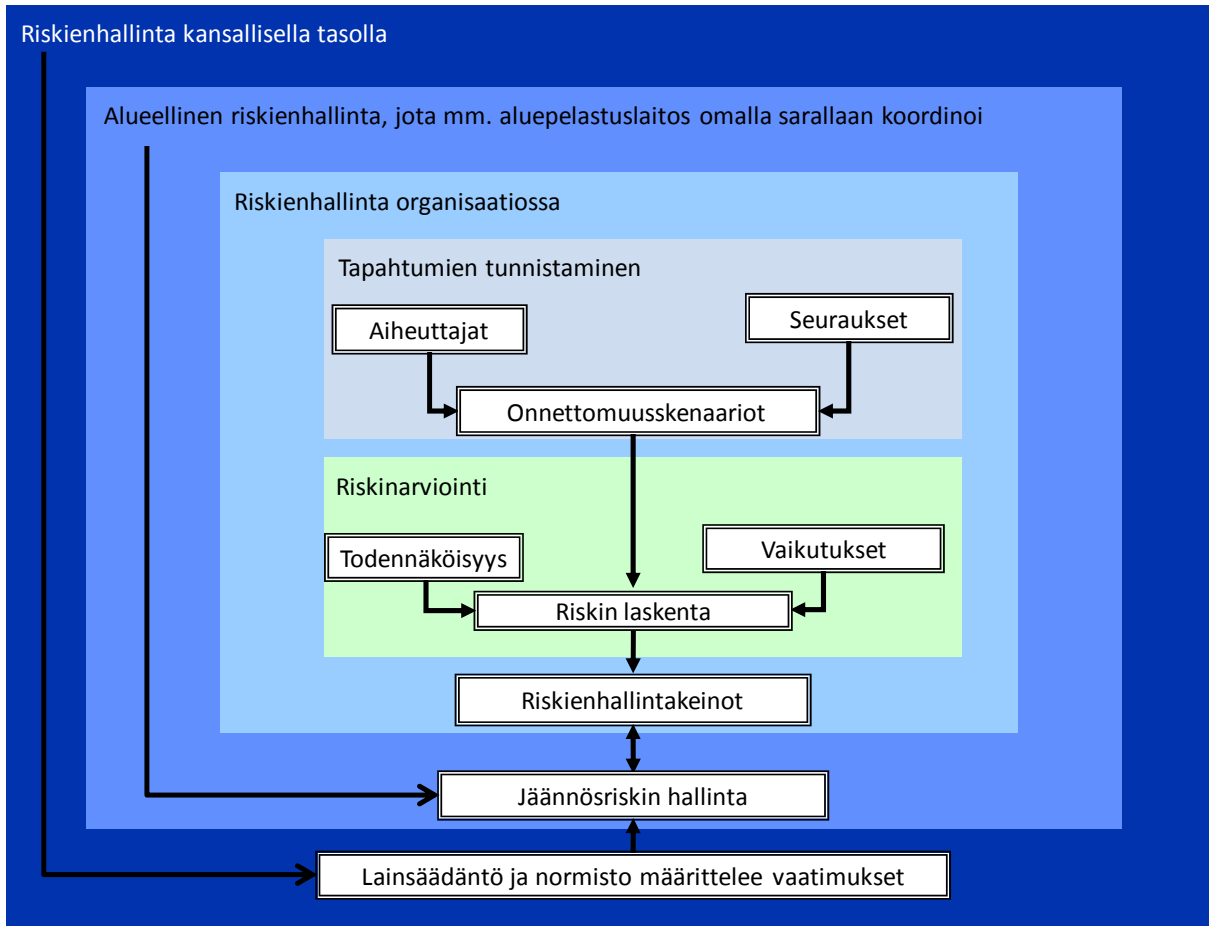 Riskienhallinta kansallisella tasolla
Alueellinen riskienhallinta, jota mm. aluepelastuslaitos omalla sarallaan koordinoi
Riskienhallinta organisaatiossa
Tapahtumien tunnistaminen
Aiheuttajat
Seuraukset
Onnettomuusskenaariot
Riskinarviointi
Todennäköisyys
Vaikutukset
Riskin laskenta
Riskienhallintakeinot
Jäännösriskin hallinta
Lainsäädäntö ja normisto määrittelee vaatimukset